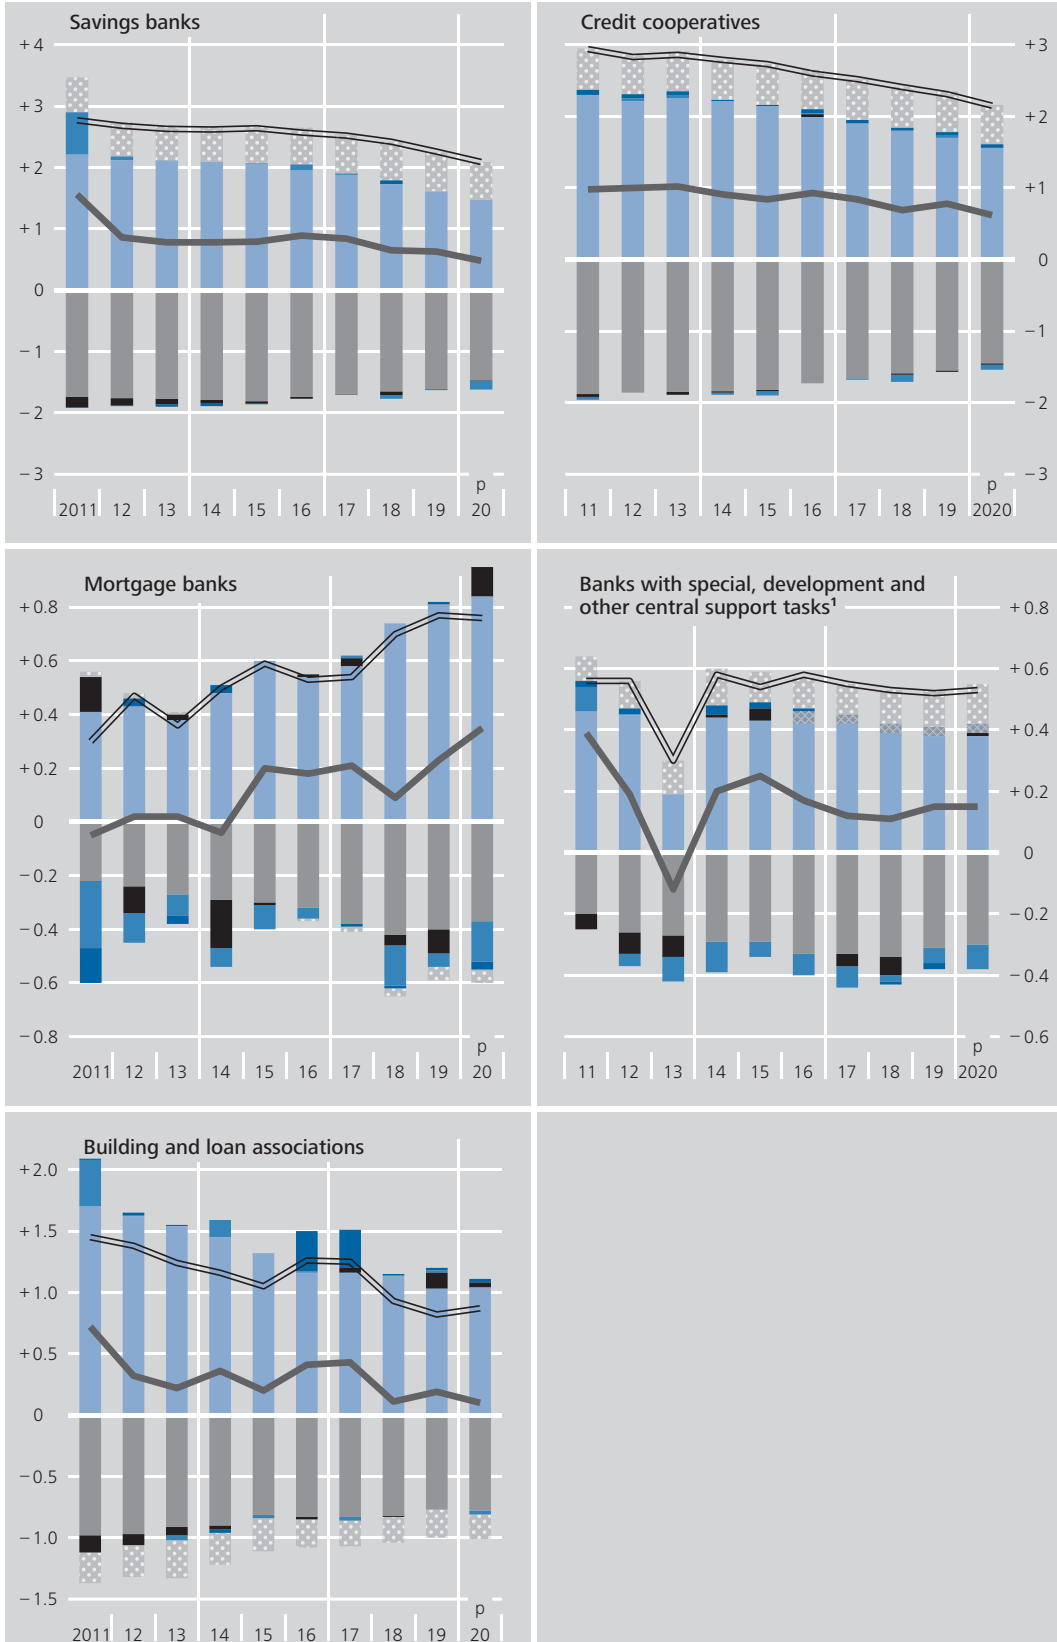 Savings banks
+4
+3
+2
+1
0
−1
−2
−3
p
2011 12 13 14 15 16 17 18 19 20
Credit cooperatives
+3
+2
+1
0
−1
−2
−3
p
11 12 13 14 15 16 17 18 19 2020
Mortgage banks
+0.8
+0.6
+0.4
+0.2
0
−0.2
−0.4
−0.6
−0.8
p
2011 12 13 14 15 16 17 18 19 20
Banks with special, development and
other central support tasks¹
+0.8
+0.6
+0.4
+0.2
0
−0.2
−0.4
−0.6
p
11 12 13 14 15 16 17 18 19 2020
Building and loan associations
+2.0
+1.5
+1.0
+0.5
0
−0.5
−1.0
−1.5
p
2011 12 13 14 15 16 17 18 19 20